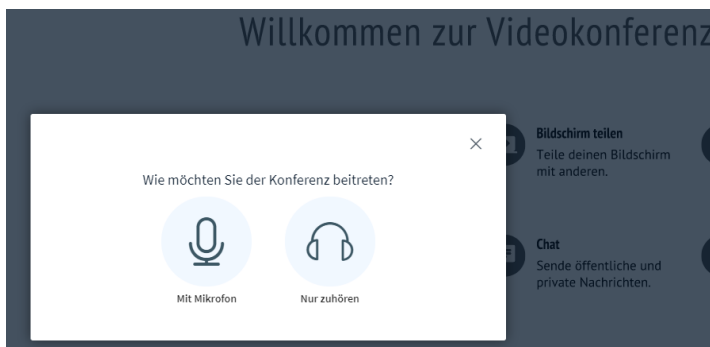 Willkommen zur Videokonferenz
Wie möchten Sie der Konferenz beitreten?
Mit Mikrofon
Nur zuhören
Bildschirm teilen
Teile deinen Bildschirm
mit anderen.
Chat
Sende öffentliche und
private Nachrichten.